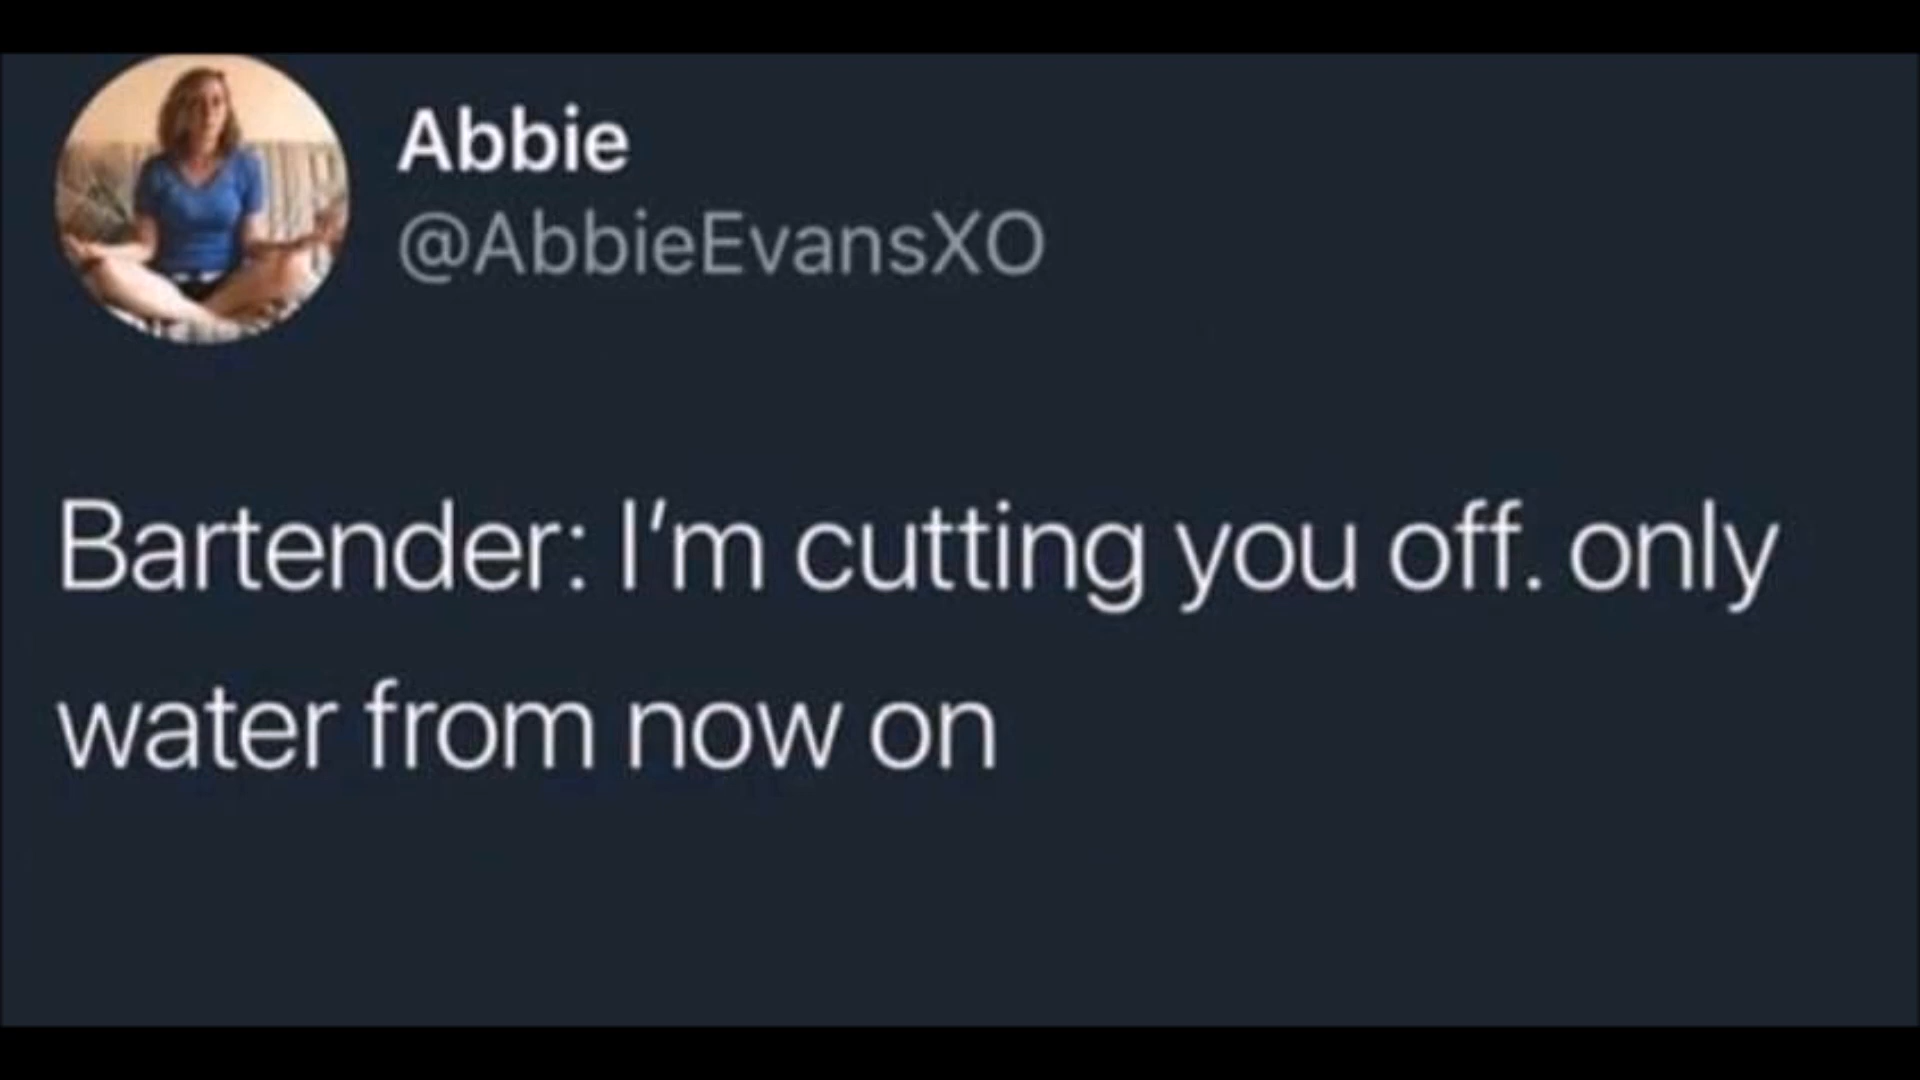 Abbie
@AbbieEvansXO
Bartender: I'm cutting you off. only
water from now on